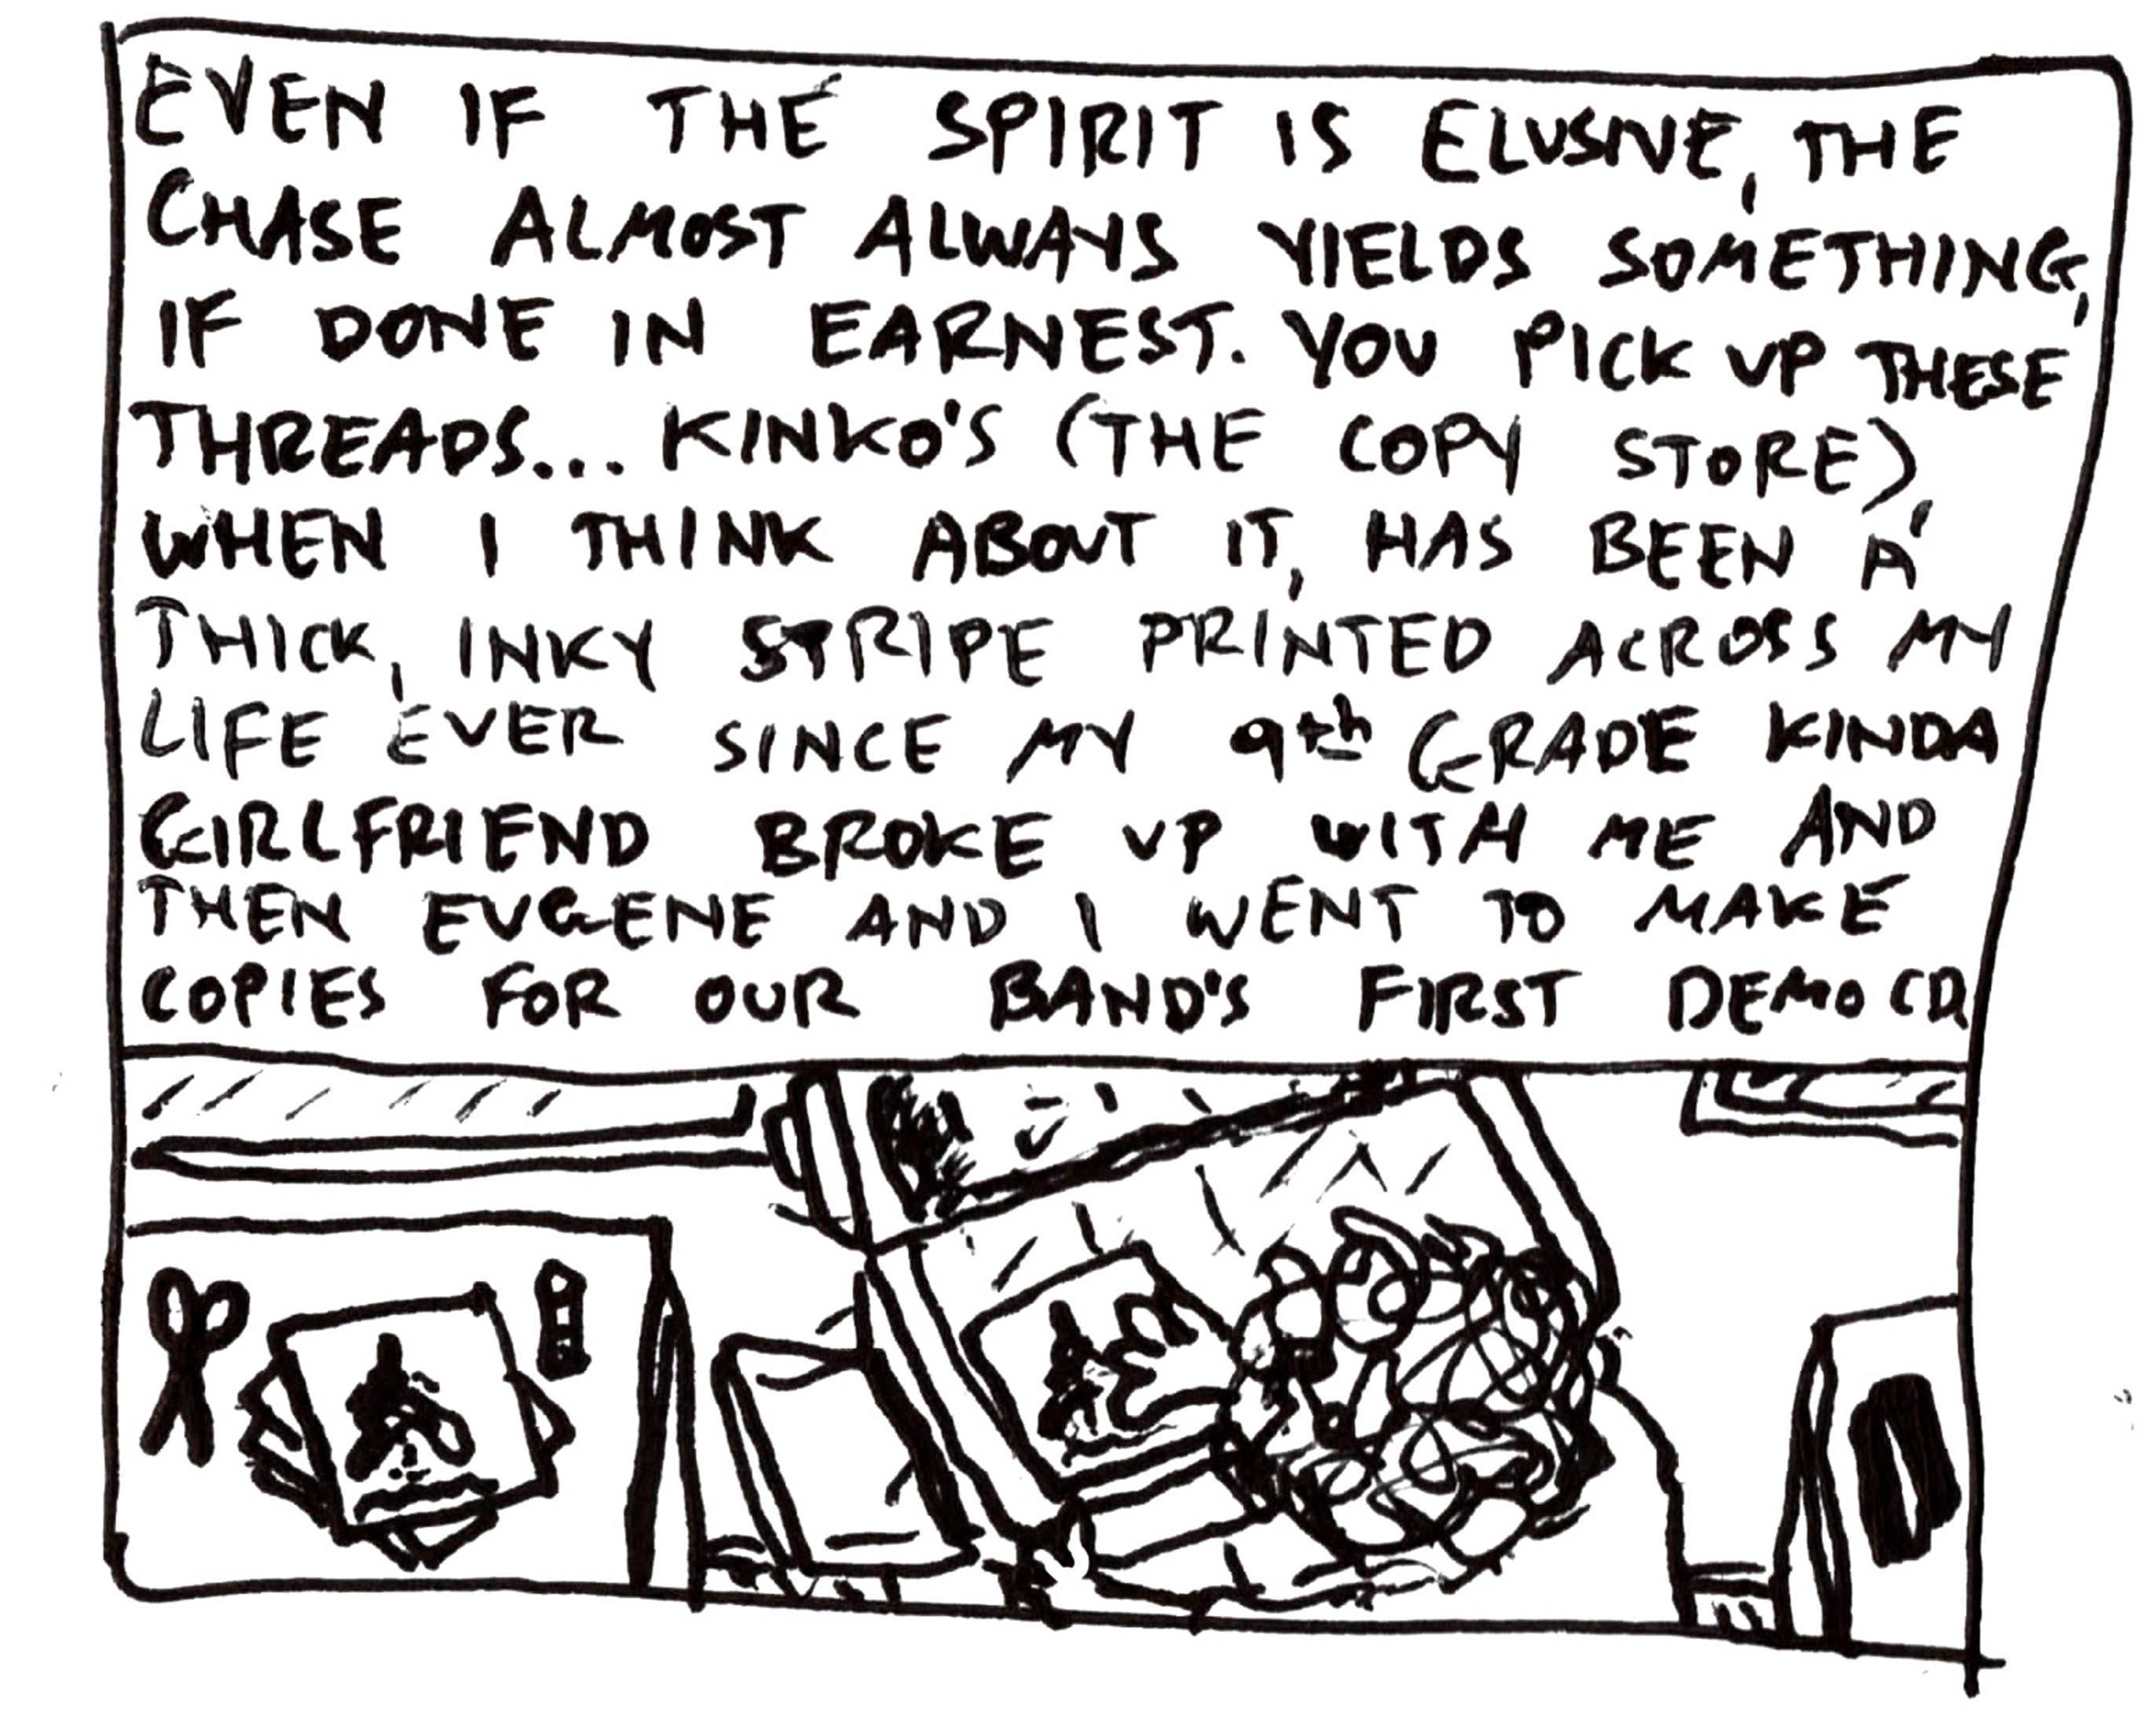 EVEN IF THE SPIRIT IS ELUSIVE, THE
CHASE ALMOST ALWAYS YIELDS SOMETHING,
IF DONE IN EARNEST. YOU PICK UP THESE
THREADS... KINKO'S (THE COPY STORE),
WHEN I THINK ABOUT IT, HAS BEEN A
THICK, INKY STRIPE PRINTED ACROSS MY
LIFE EVER SINCE MY 9th GRADE KINDA
GIRLFRIEND BROKE UP WITH ME AND
THEN EUGENE AND I WENT TO MAKE
COPIES FOR OUR BAND'S FIRST DEMO CD.